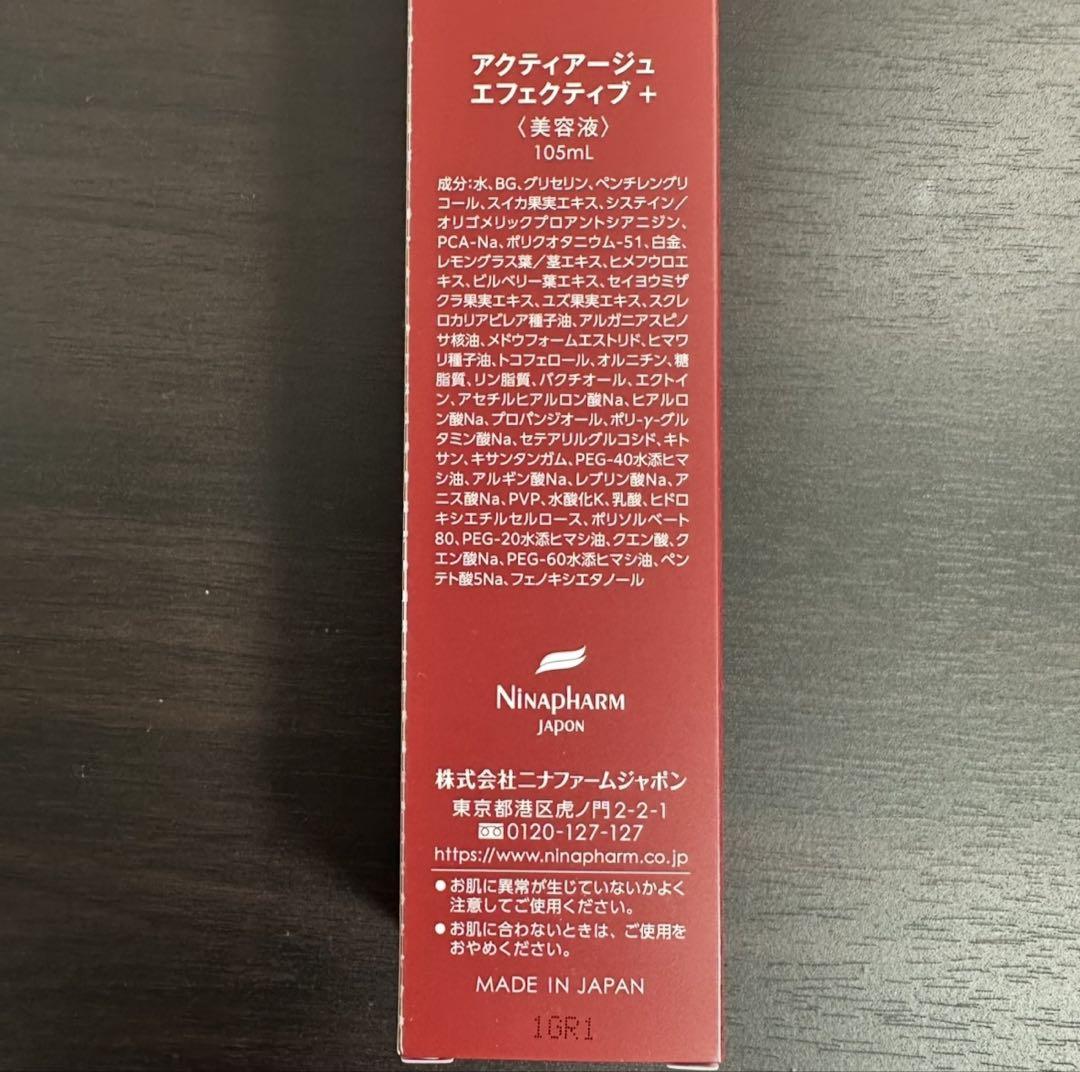 アクティアージュ
エフェクティブ +
〈美容液〉
105mL
成分:水、BG、グリセリン、ペンチレングリ
コール、スイカ果実エキス、システイン/
オリゴメリックプロアントシアニジン、
PCA-Na、ポリクオタニウム-51、白金、
レモングラス葉/茎エキス、ヒメフウロエ
キス、ビルベリー葉エキス、セイヨウミザ
クラ果実エキス、ユズ果実エキス、スクレ
ロカリアビレア種子油、アルガニアスピノ
サ核油、メドウフォームエストリド、ヒマワ
リ種子油、トコフェロール、オルニチン、糖
脂質、リン脂質、バクチオール、エクトイ
ン、アセチルヒアルロン酸Na、ヒアルロ
ン酸Na、プロパンジオール、ポリ-γ-グル
タミン酸Na、セテアリルグルコシド、キト
サン、キサンタンガム、PEG-40水添ヒマ
シ油、アルギン酸Na、レブリン酸Na、ア
ニス酸Na、PVP、水酸化K、乳酸、ヒドロ
キシエチルセルロース、ポリソルベート
80、PEG-20水添ヒマシ油、クエン酸、ク
エン酸Na、PEG-60水添ヒマシ油、ペン
テト酸5Na、フェノキシエタノール
NINAPHARM
JAPON
株式会社ニナファームジャポン
東京都港区虎ノ門2-2-1
0120-127-127
https://www.ninapharm.co.jp
●お肌に異常が生じていないかよく
注意してご使用ください。
●お肌に合わないときは、ご使用を
おやめください。
MADE IN JAPAN
1GR1